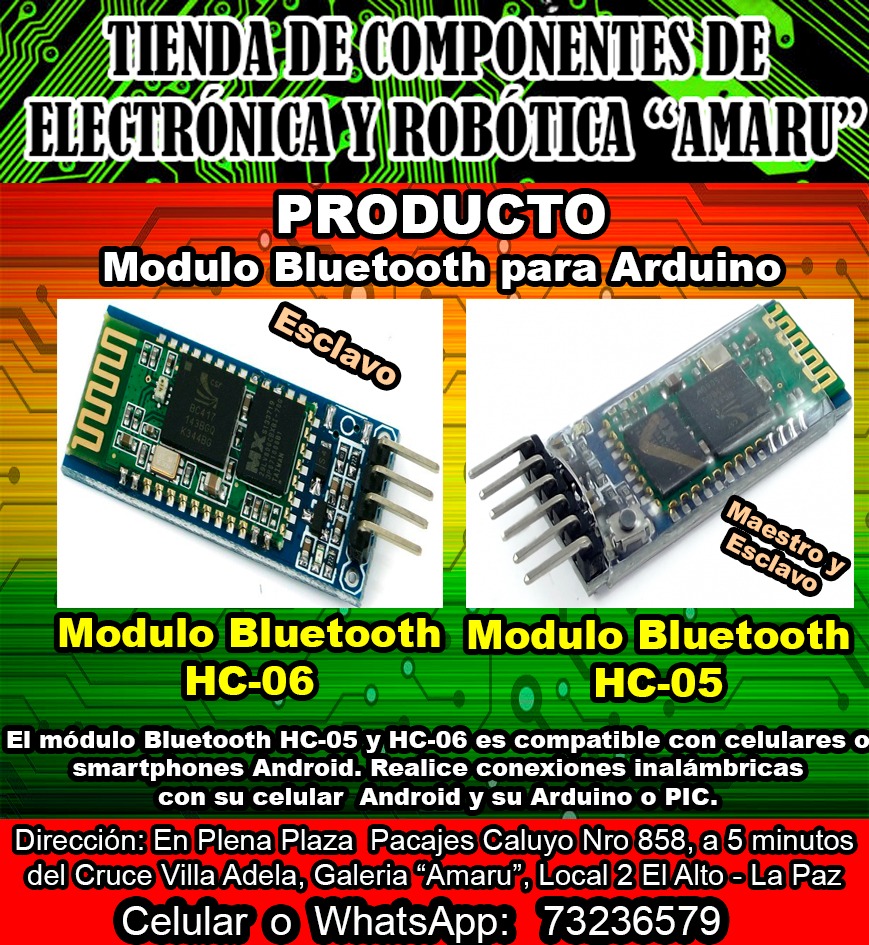 TIENDA DE COMPONENTES DE
ELECTRÓNICA Y ROBÓTICA “AMARU”
PRODUCTO
Modulo Bluetooth para Arduino
Esclavo
Maestro y
Esclavo
Modulo Bluetooth
HC-06
Modulo Bluetooth
HC-05
El módulo Bluetooth HC-05 y HC-06 es compatible con celulares o
smartphones Android. Realice conexiones inalámbricas
con su celular Android y su Arduino o PIC.
Dirección: En Plena Plaza Pacajes Caluyo Nro 858, a 5 minutos
del Cruce Villa Adela, Galeria “Amaru”, Local 2 El Alto - La Paz
Celular o WhatsApp: 73236579